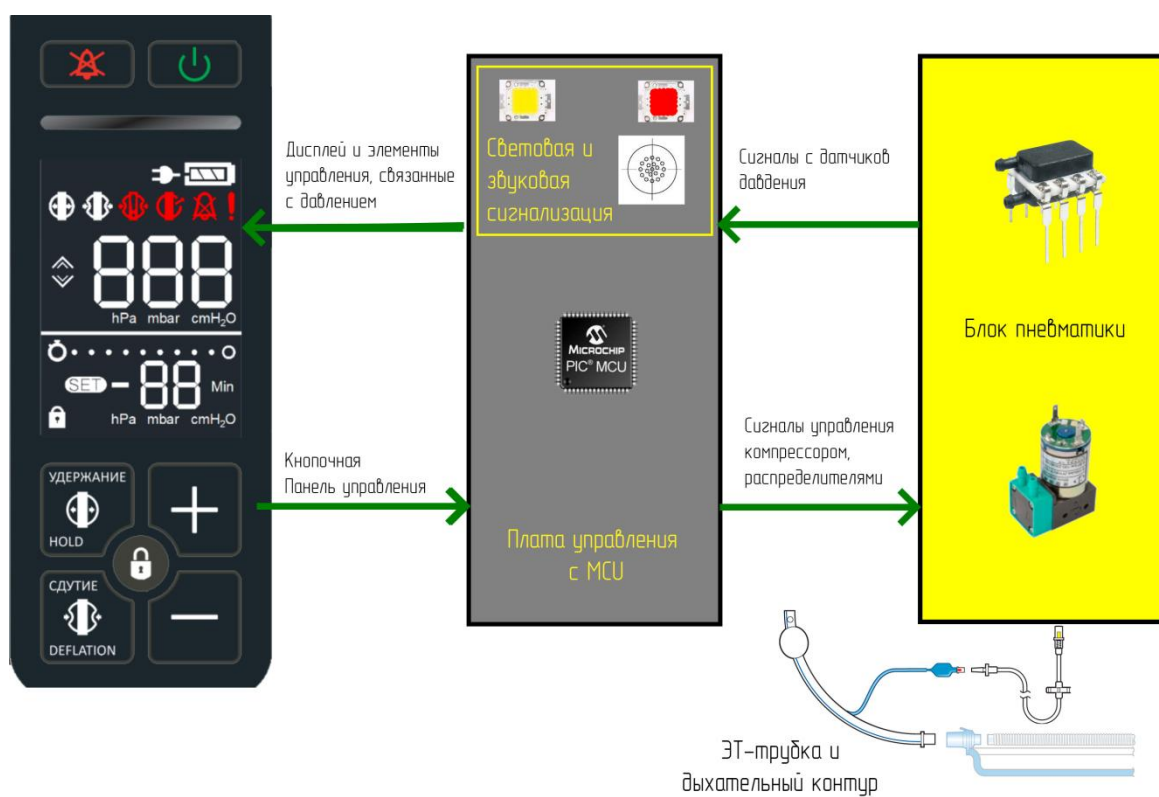 888
hPa mbar cmH₂O
SET -88 Min
hPa mbar cmH₂O
УДЕРЖАНИЕ
HOLD
СДУТИЕ
DEFLATION
Дисплей и элементы
управления, связанные
с давлением
Кнопочная
Панель управления
Световая и
звуковая
сигнализация
MICROCHIP
PIC® MCU
Плата управления
с MCU
Сигналы с датчиков
давдения
Сигналы управления
компрессором,
распределителями
Блок пневматики
ЭТ-трубка и
дыхательный контур